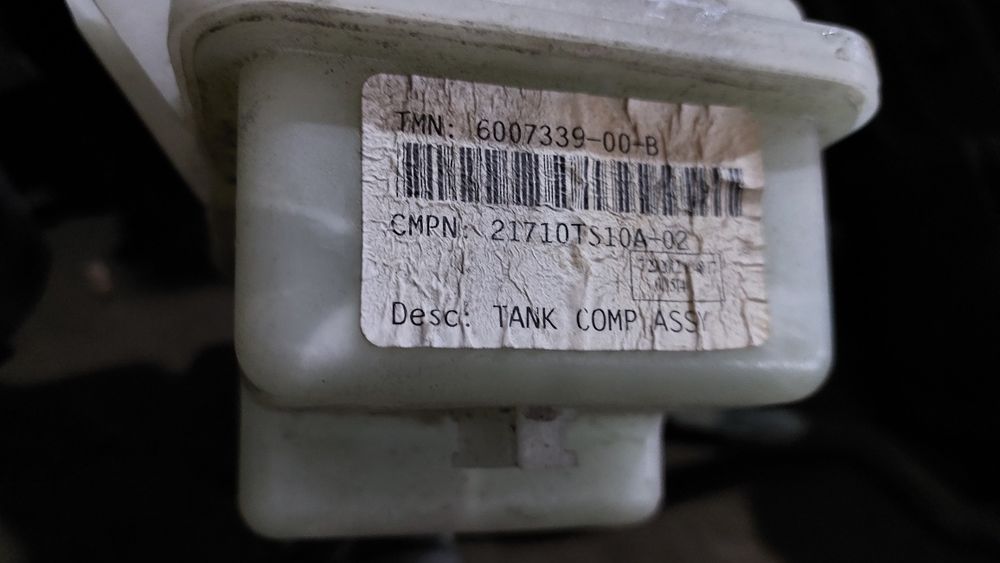 TMN: 6007339-00-B
CMPN: 21710TS10A-02
Desc: TANK COMP ASSY